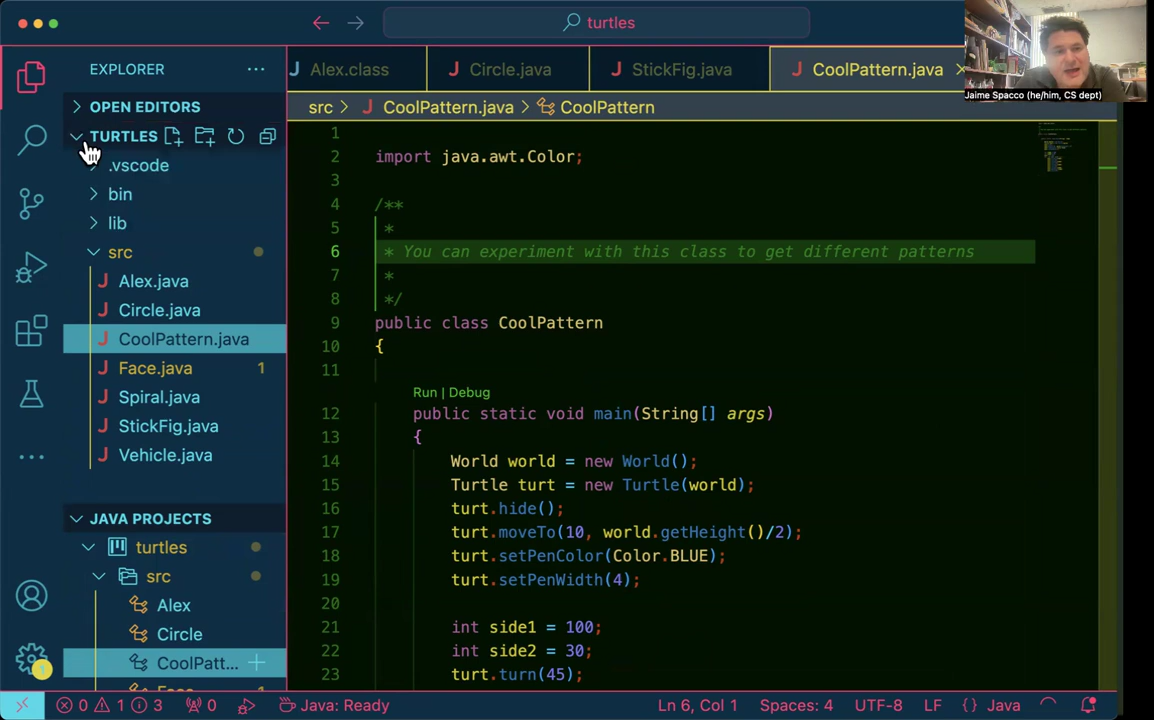 turtles
EXPLORER
OPEN EDITORS
TURTLES
.vscode
bin
lib
src
Alex.java
Circle.java
CoolPattern.java
Face.java 1
Spiral.java
StickFig.java
Vehicle.java
JAVA PROJECTS
turtles
src
Alex
Circle
CoolPatt...
Alex.class
Circle.java
StickFig.java
CoolPattern.java
Jaime Spacco (he/him, CS dept)
src > CoolPattern.java > CoolPattern
1
2 import java.awt.Color;
3
4 /**
5 *
6 * You can experiment with this class to get different patterns
7 *
8 */
9 public class CoolPattern
10 {
11
Run | Debug
12 public static void main(String[] args)
13 {
14 World world = new World();
15 Turtle turt = new Turtle(world);
16 turt.hide();
17 turt.moveTo(10, world.getHeight()/2);
18 turt.setPenColor(Color.BLUE);
19 turt.setPenWidth(4);
20
21 int side1 = 100;
22 int side2 = 30;
23 turt.turn(45);
0 1 3 0 Java: Ready Ln 6, Col 1 Spaces: 4 UTF-8 LF {} Java